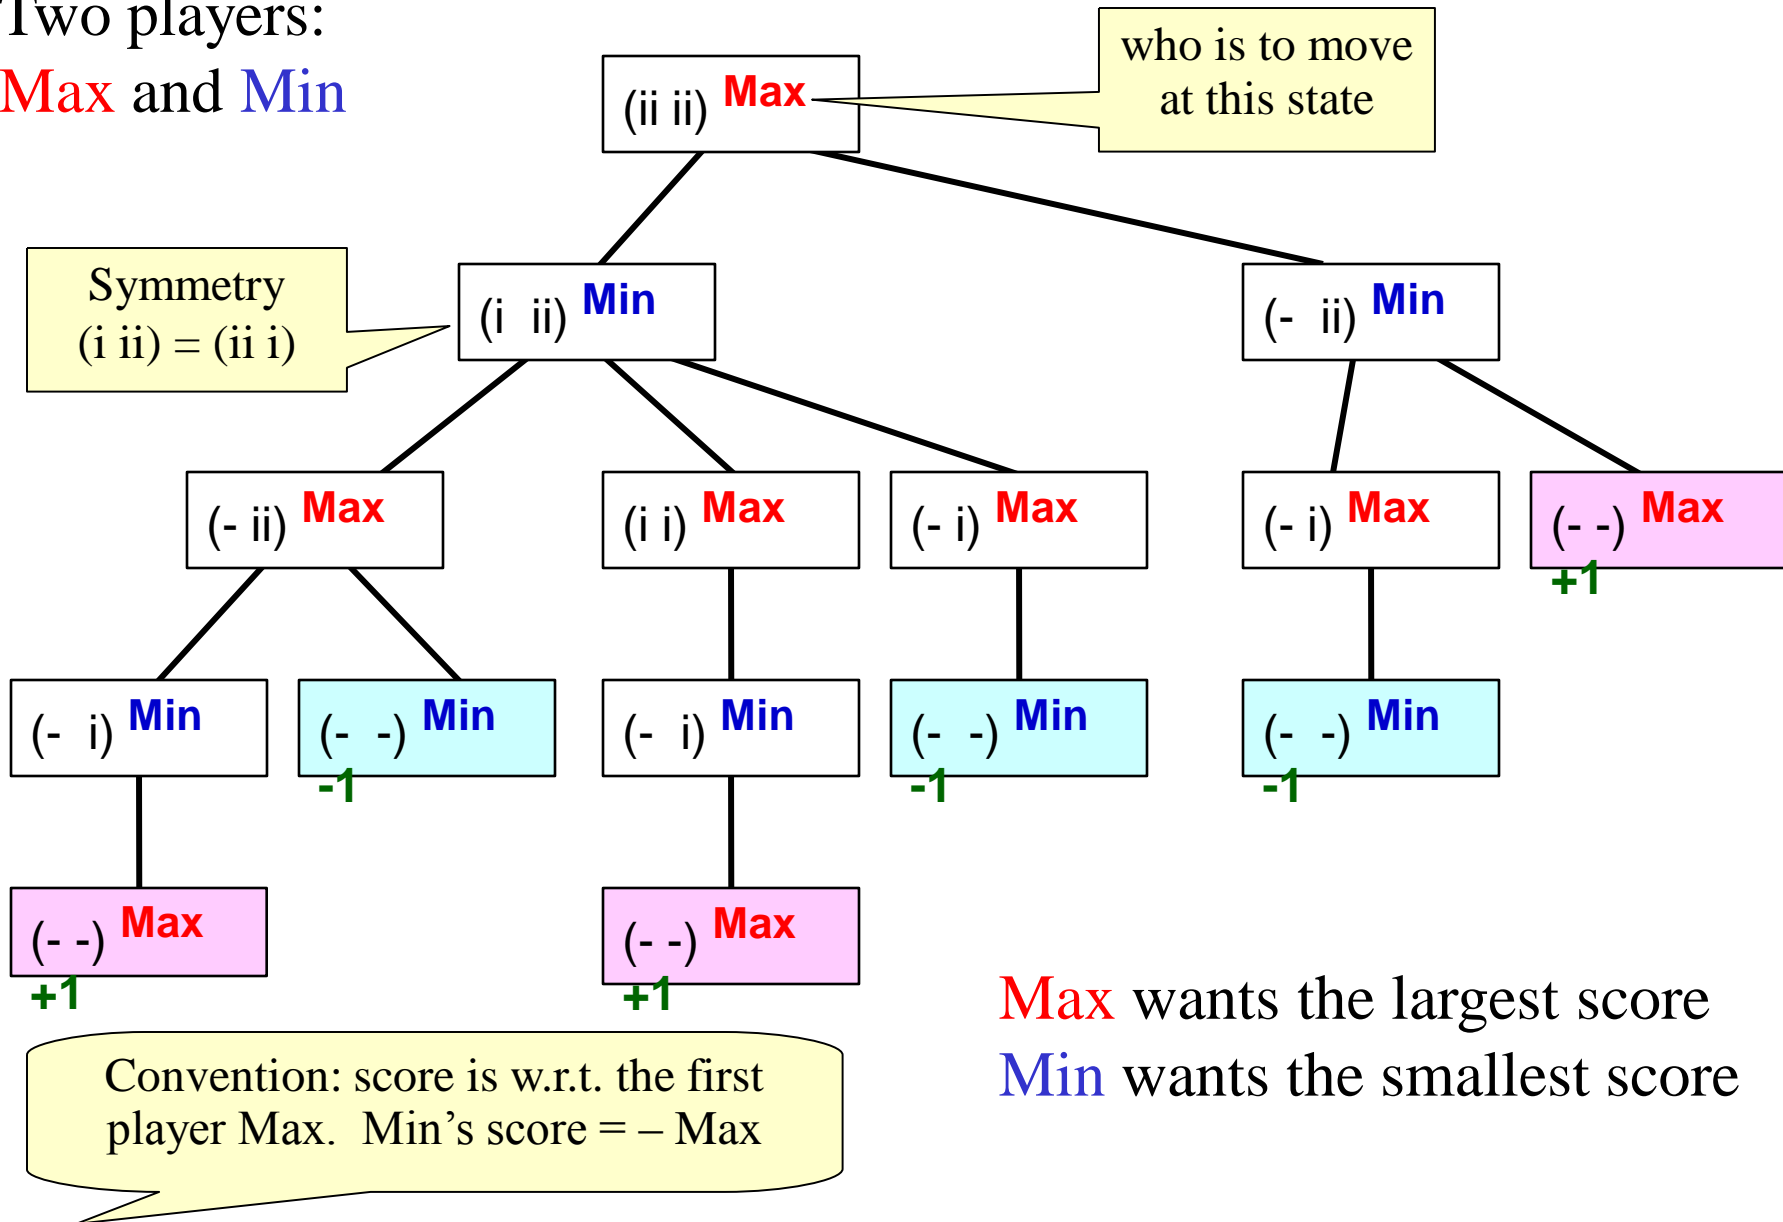 Two players:
Max and Min
(ii ii) Max
who is to move
at this state
Symmetry
(i ii) = (ii i)
(i ii) Min
(- ii) Min
(- ii) Max
(i i) Max
(- i) Max
(- i) Max
(- -) Max
+1
(- i) Min
(- -) Min
-1
(- i) Min
(- -) Min
-1
(- -) Min
-1
(- -) Max
+1
(- -) Max
+1
Max wants the largest score
Min wants the smallest score
Convention: score is w.r.t. the first
player Max. Min’s score = – Max